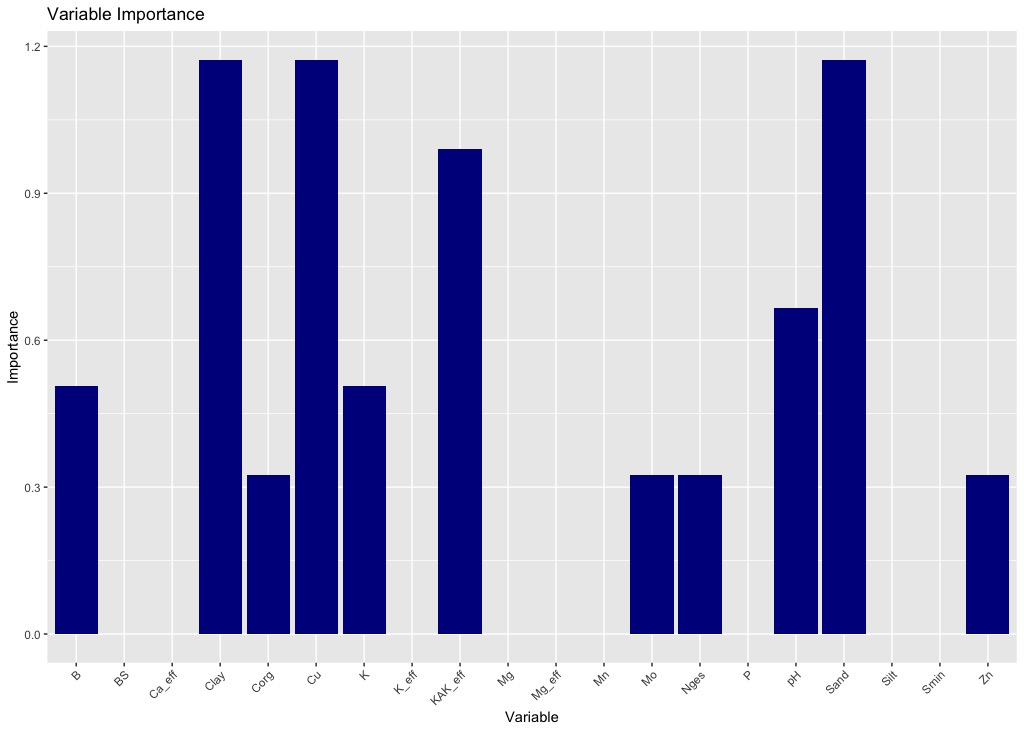 Variable Importance
1.2
0.9
0.6
0.3
0.0
Importance
B
BS
Ca_eff
Clay
Corg
Cu
K
K_eff
KAK_eff
Mg
Mg_eff
Mn
Mo
Nges
P
pH
Sand
Silt
Smin
Zn
Variable